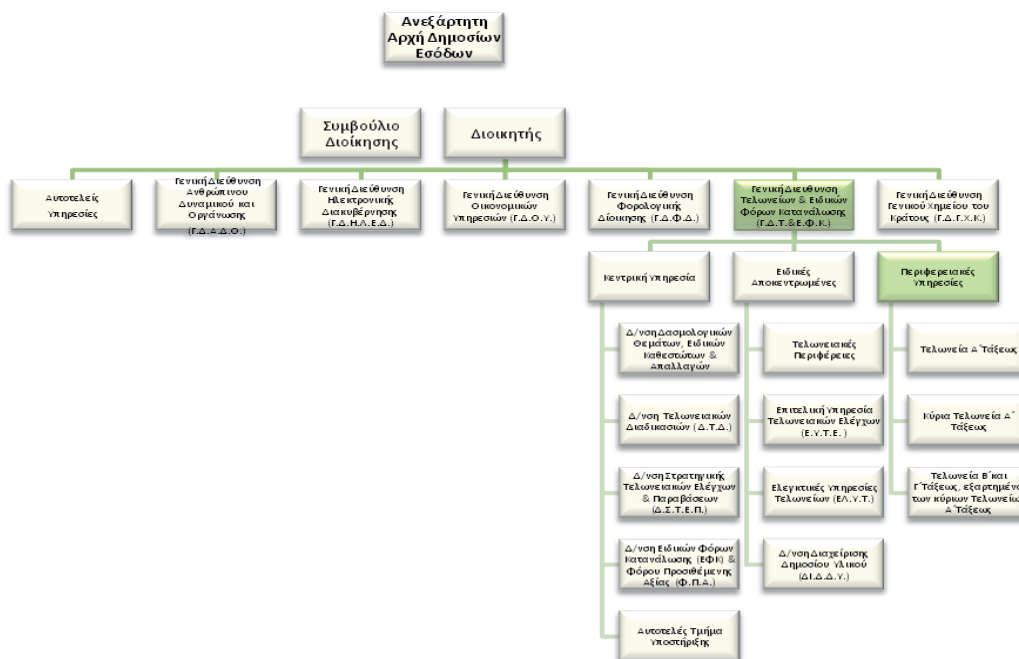 Ανεξάρτητη
Αρχή Δημοσίων
Εσόδων
Συμβούλιο
Διοίκησης
Διοικητής
Αυτοτελείς
Υπηρεσίες
Γενική Διεύθυνση
Ανθρώπινου
Δυναμικού και
Οργάνωσης
(Γ.Δ.Α.Δ.Ο.)
Γενική Διεύθυνση
Ηλεκτρονικής
Διακυβέρνησης
(Γ.Δ.Η.Λ.Ε.Δ.)
Γενική Διεύθυνση
Οικονομικών
Υπηρεσιών (Γ.Δ.Ο.Υ.)
Γενική Διεύθυνση
Φορολογικής
Δίοικησης (Γ.Δ.Φ.Δ.)
Γενική Διευθυνση
Τελωνείων & Ειδικών
Φόρων Κατανάλωσης
(Γ.Δ.Τ.&Ε.Φ.Κ.)
Γενική Διεύθυνση
Γενικού Χημείου του
Κράτους (Γ.Δ.Γ.Χ.Κ.)
Κεντρική Υπηρεσία
Ειδικές
Αποκεντρωμένες
Περιφερειακές
Υπηρεσίες
Δ/νση Δασμολογικών
Θεμάτων, Ειδικών
Καθεστώτων &
Απαλλαγών
Δ/νση Τελωνειακών
Διαδικασιών (Δ.Τ.Δ.)
Δ/νση Στρατηγικής
Τελωνειακών Ελέγχων
& Παραβάσεων
(Δ.Σ.Τ.Ε.Π.)
Δ/νση Ειδικών Φόρων
Κατανάλωσης (ΕΦΚ) &
Φόρου Προσιθέμενης
Αξίας (Φ.Π.Α.)
Αυτοτελές Τμήμα
Υποστήριξης
Τελωνειακές
Περιφέρειες
Επιτελική Υπηρεσία
Τελωνειακών Ελέγχων
(Ε.Υ.Τ.Ε. )
Ελεγκτικές Υπηρεσίες
Τελωνείων (ΕΛ.Υ.Τ.)
Δ/νση Διαχείρισης
Δημοσίου Υλικού
(ΔΙ.Δ.Δ.Υ.)
Τελωνεία Α΄Τάξεως
Κύρια Τελωνεία Α΄
Τάξεως
Τελωνεία Β΄και
Γ΄Τάξεως, εξαρτημένα
των κύριων Τελωνείων
Α΄Τάξεως